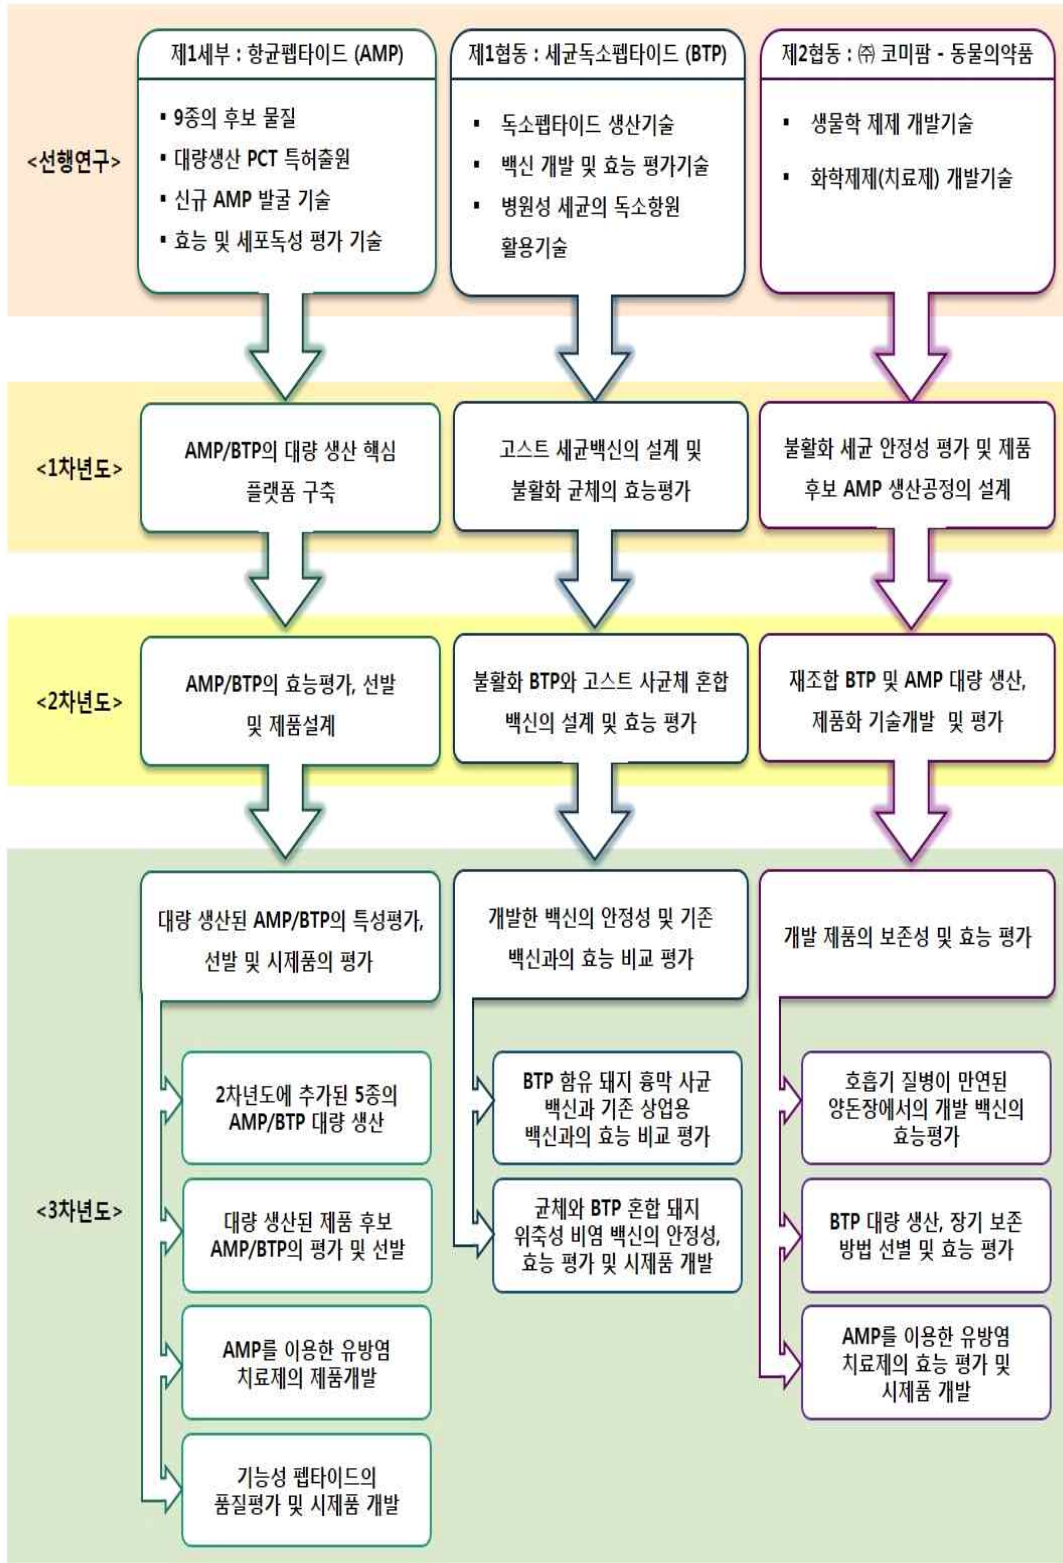 제1세부 : 항균펩타이드 (AMP)
제1협동 : 세균독소펩타이드 (BTP)
제2협동 : ㈜ 코미팜 - 동물의약품
<선행연구>
▪ 9종의 후보 물질
▪ 대량생산 PCT 특허출원
▪ 신규 AMP 발굴 기술
▪ 효능 및 세포독성 평가 기술
▪ 독소펩타이드 생산기술
▪ 백신 개발 및 효능 평가기술
▪ 병원성 세균의 독소항원
활용기술
▪ 생물학 제제 개발기술
▪ 화학제제(치료제) 개발기술
<1차년도>
AMP/BTP의 대량 생산 핵심
플랫폼 구축
고스트 세균백신의 설계 및
불활화 균체의 효능평가
불활화 세균 안정성 평가 및 제품
후보 AMP 생산공정의 설계
<2차년도>
AMP/BTP의 효능평가, 선발
및 제품설계
불활화 BTP와 고스트 사균체 혼합
백신의 설계 및 효능 평가
재조합 BTP 및 AMP 대량 생산,
제품화 기술개발 및 평가
<3차년도>
대량 생산된 AMP/BTP의 특성평가,
선발 및 시제품의 평가
2차년도에 추가된 5종의
AMP/BTP 대량 생산
대량 생산된 제품 후보
AMP/BTP의 평가 및 선발
AMP를 이용한 유방염
치료제의 제품개발
기능성 펩타이드의
품질평가 및 시제품 개발
개발한 백신의 안정성 및 기존
백신과의 효능 비교 평가
BTP 함유 돼지 흉막 사균
백신과 기존 상업용
백신과의 효능 비교 평가
균체와 BTP 혼합 돼지
위축성 비염 백신의 안정성,
효능 평가 및 시제품 개발
개발 제품의 보존성 및 효능 평가
호흡기 질병이 만연된
양돈장에서의 개발 백신의
효능평가
BTP 대량 생산, 장기 보존
방법 선별 및 효능 평가
AMP를 이용한 유방염
치료제의 효능 평가 및
시제품 개발